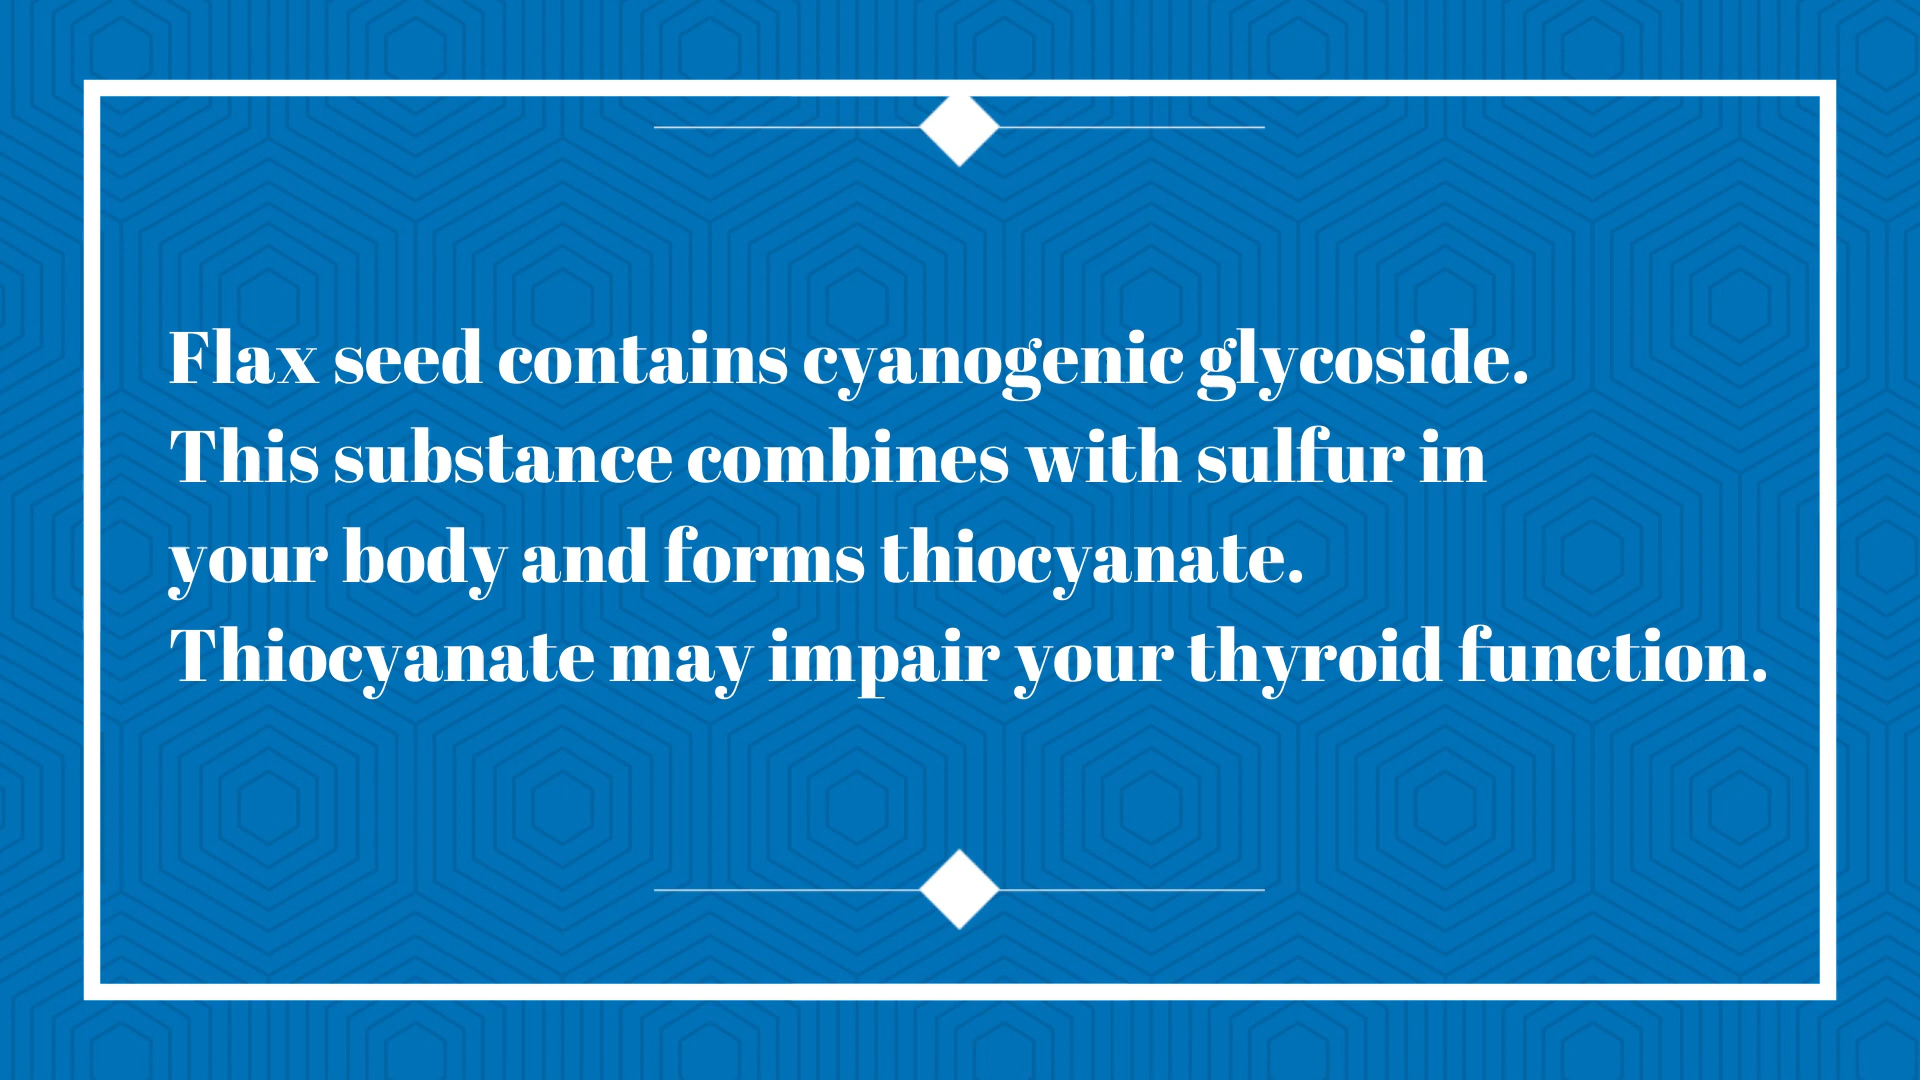 Flax seed contains cyanogenic glycoside.
This substance combines with sulfur in
your body and forms thiocyanate.
Thiocyanate may impair your thyroid function.